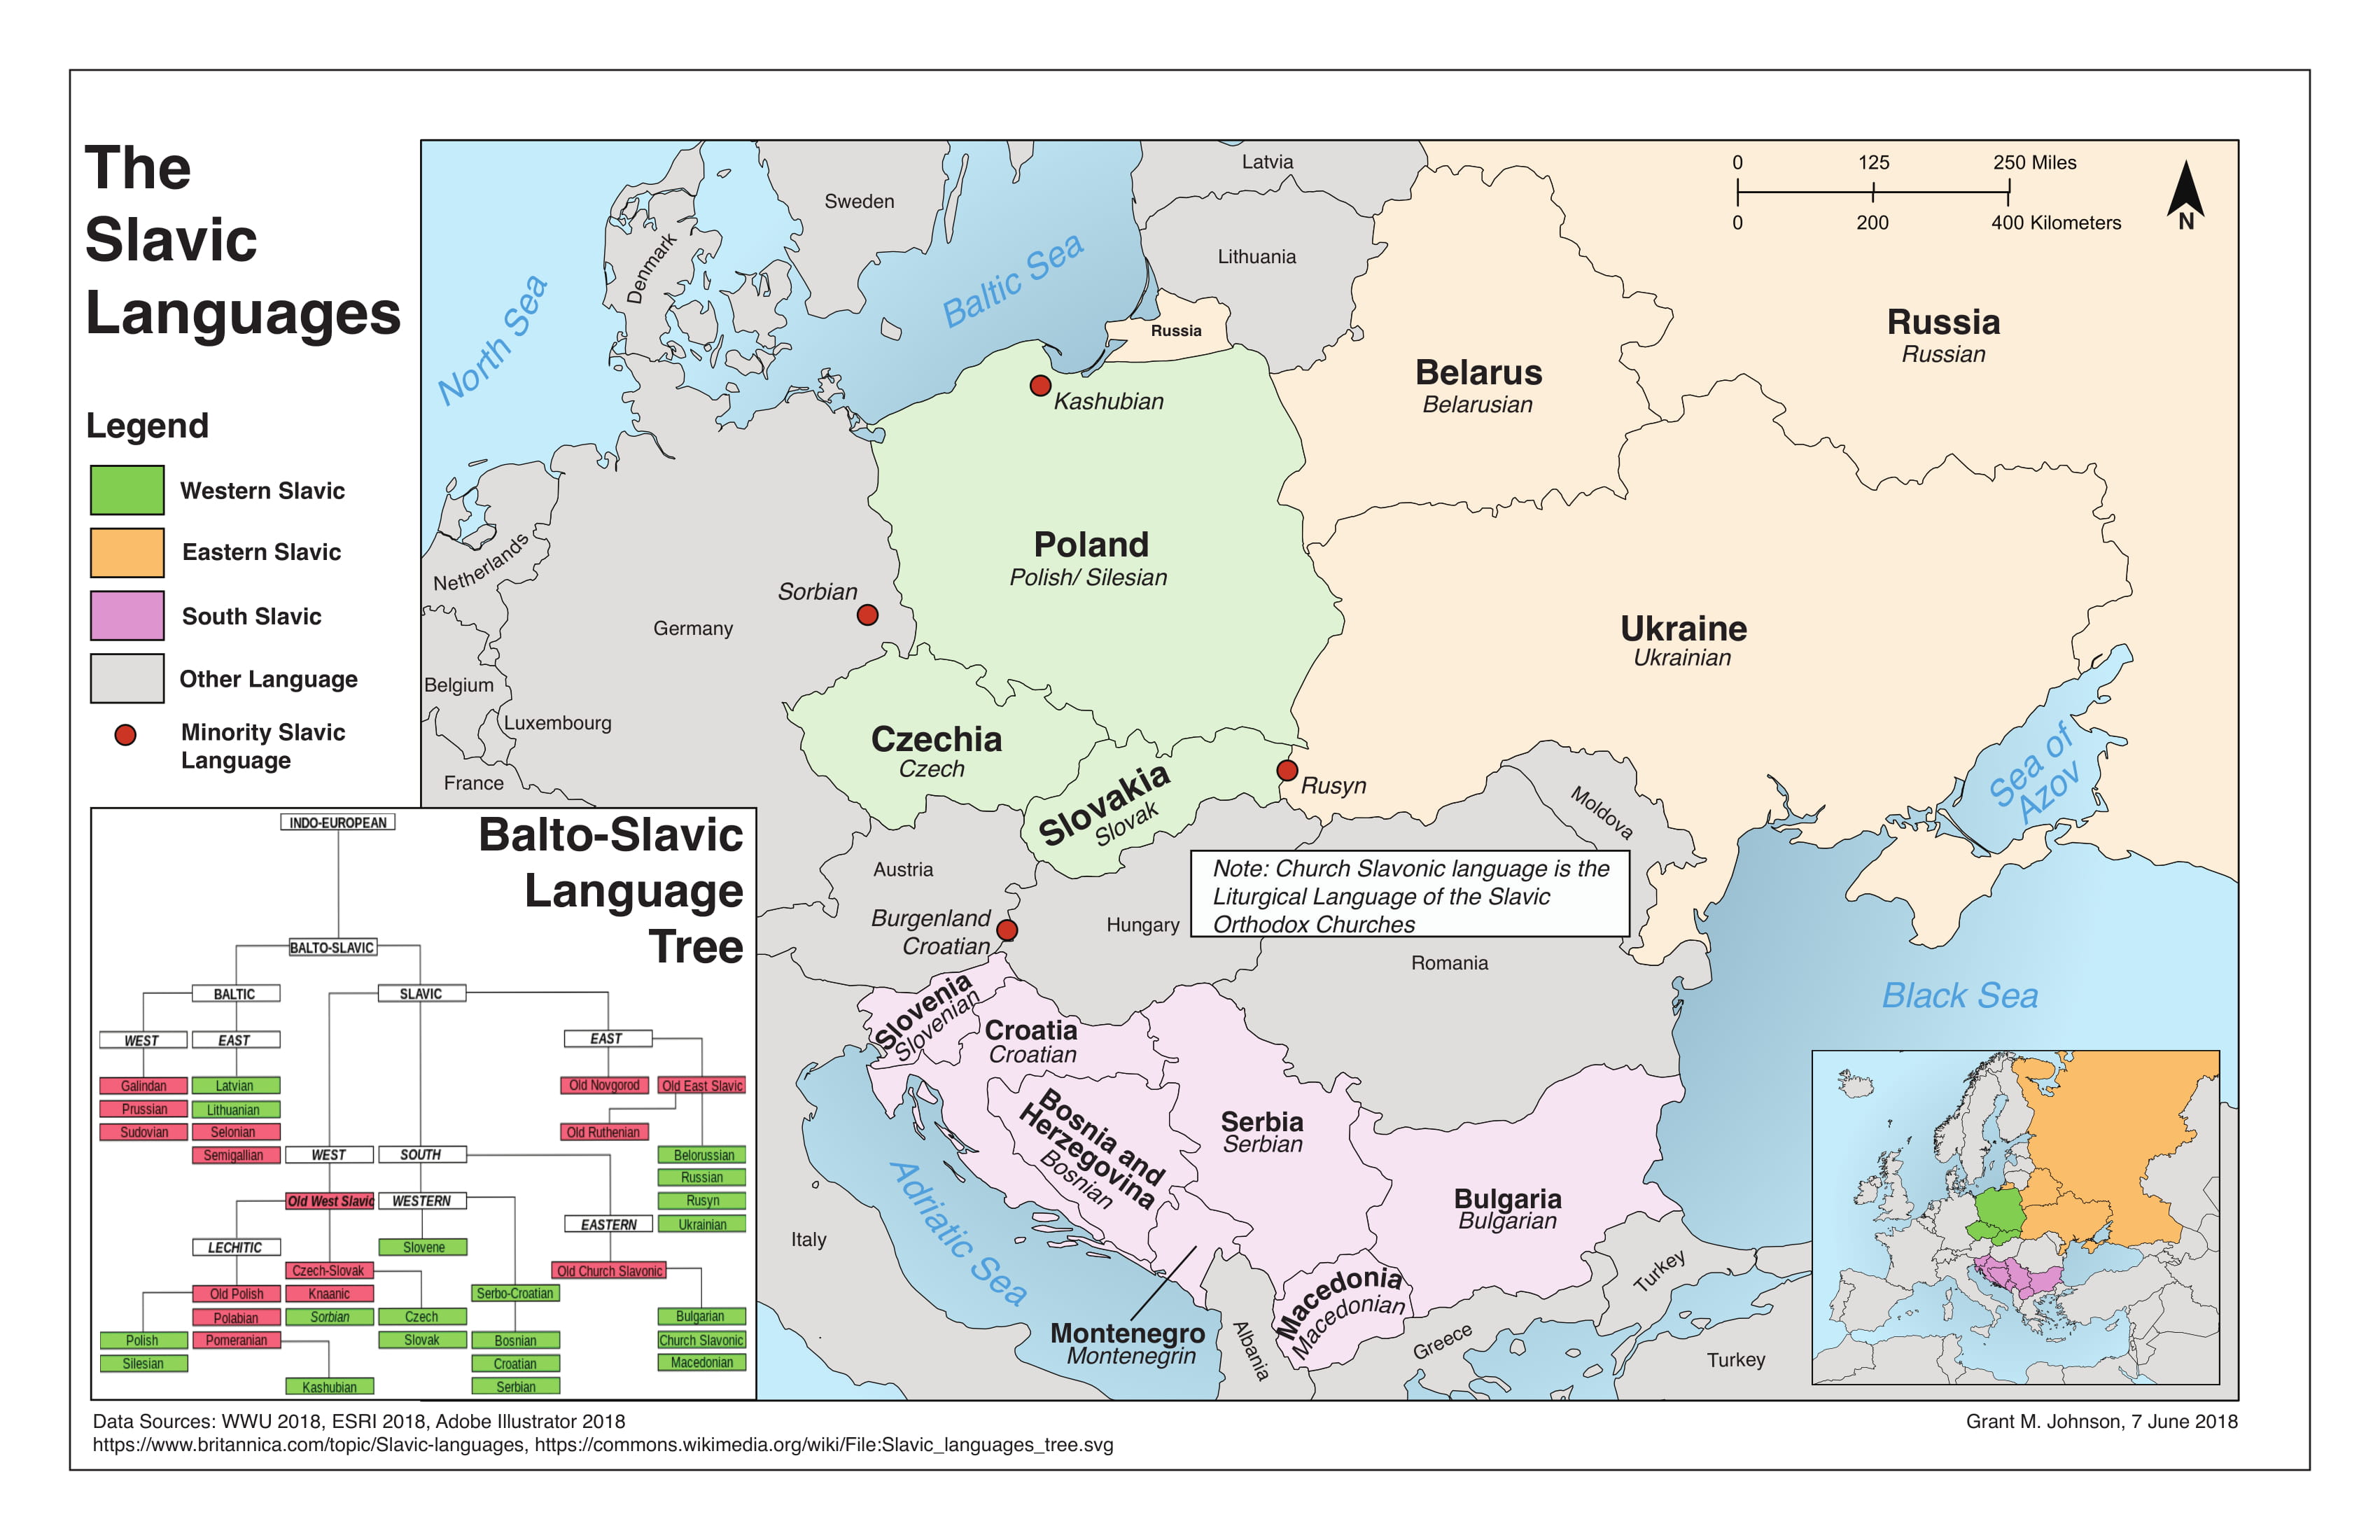 The
Slavic
Languages
Legend
Western Slavic
Eastern Slavic
South Slavic
Other Language
Minority Slavic
Language
0 125 250 Miles
0 200 400 Kilometers
N
North Sea
Denmark
Sweden
Baltic Sea
Latvia
Lithuania
Russia
Russia
Russian
Belarus
Belarusian
Kashubian
Poland
Polish/ Silesian
Netherlands
Sorbian
Germany
Ukraine
Ukrainian
Belgium
Luxembourg
France
Czechia
Czech
Slovakia
Slovak
Rusyn
Moldova
Sea of
Azov
Austria
Burgenland
Croatian
Hungary
Note: Church Slavonic language is the
Liturgical Language of the Slavic
Orthodox Churches
Romania
Black Sea
Slovenia
Slovenian
Croatia
Croatian
Bosnia and
Herzegovina
Bosnian
Serbia
Serbian
Bulgaria
Bulgarian
Italy
Adriatic Sea
Montenegro
Montenegrin
Albania
Macedonia
Macedonian
Greece
Turkey
Turkey
Balto-Slavic
Language
Tree
INDO-EUROPEAN
BALTO-SLAVIC
BALTIC
SLAVIC
WEST
EAST
EAST
Galindan
Latvian
Old Novgorod
Old East Slavic
Prussian
Lithuanian
Sudovian
Selonian
Old Ruthenian
Semigallian
WEST
SOUTH
Belorussian
Russian
Old West Slavic
WESTERN
Rusyn
EASTERN
Ukrainian
LECHITIC
Slovene
Czech-Slovak
Old Church Slavonic
Old Polish
Knaanic
Serbo-Croatian
Polabian
Sorbian
Czech
Bulgarian
Polish
Pomeranian
Slovak
Bosnian
Church Slavonic
Silesian
Croatian
Macedonian
Kashubian
Serbian
Data Sources: WWU 2018, ESRI 2018, Adobe Illustrator 2018
https://www.britannica.com/topic/Slavic-languages, https://commons.wikimedia.org/wiki/File:Slavic_languages_tree.svg
Grant M. Johnson, 7 June 2018